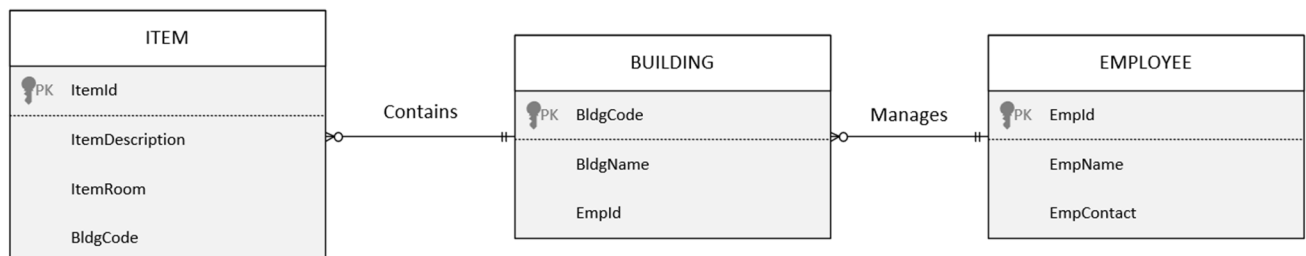 ITEM
PK ItemId
ItemDescription
ItemRoom
BldgCode
Contains
BUILDING
PK BldgCode
BldgName
EmpId
Manages
EMPLOYEE
PK EmpId
EmpName
EmpContact